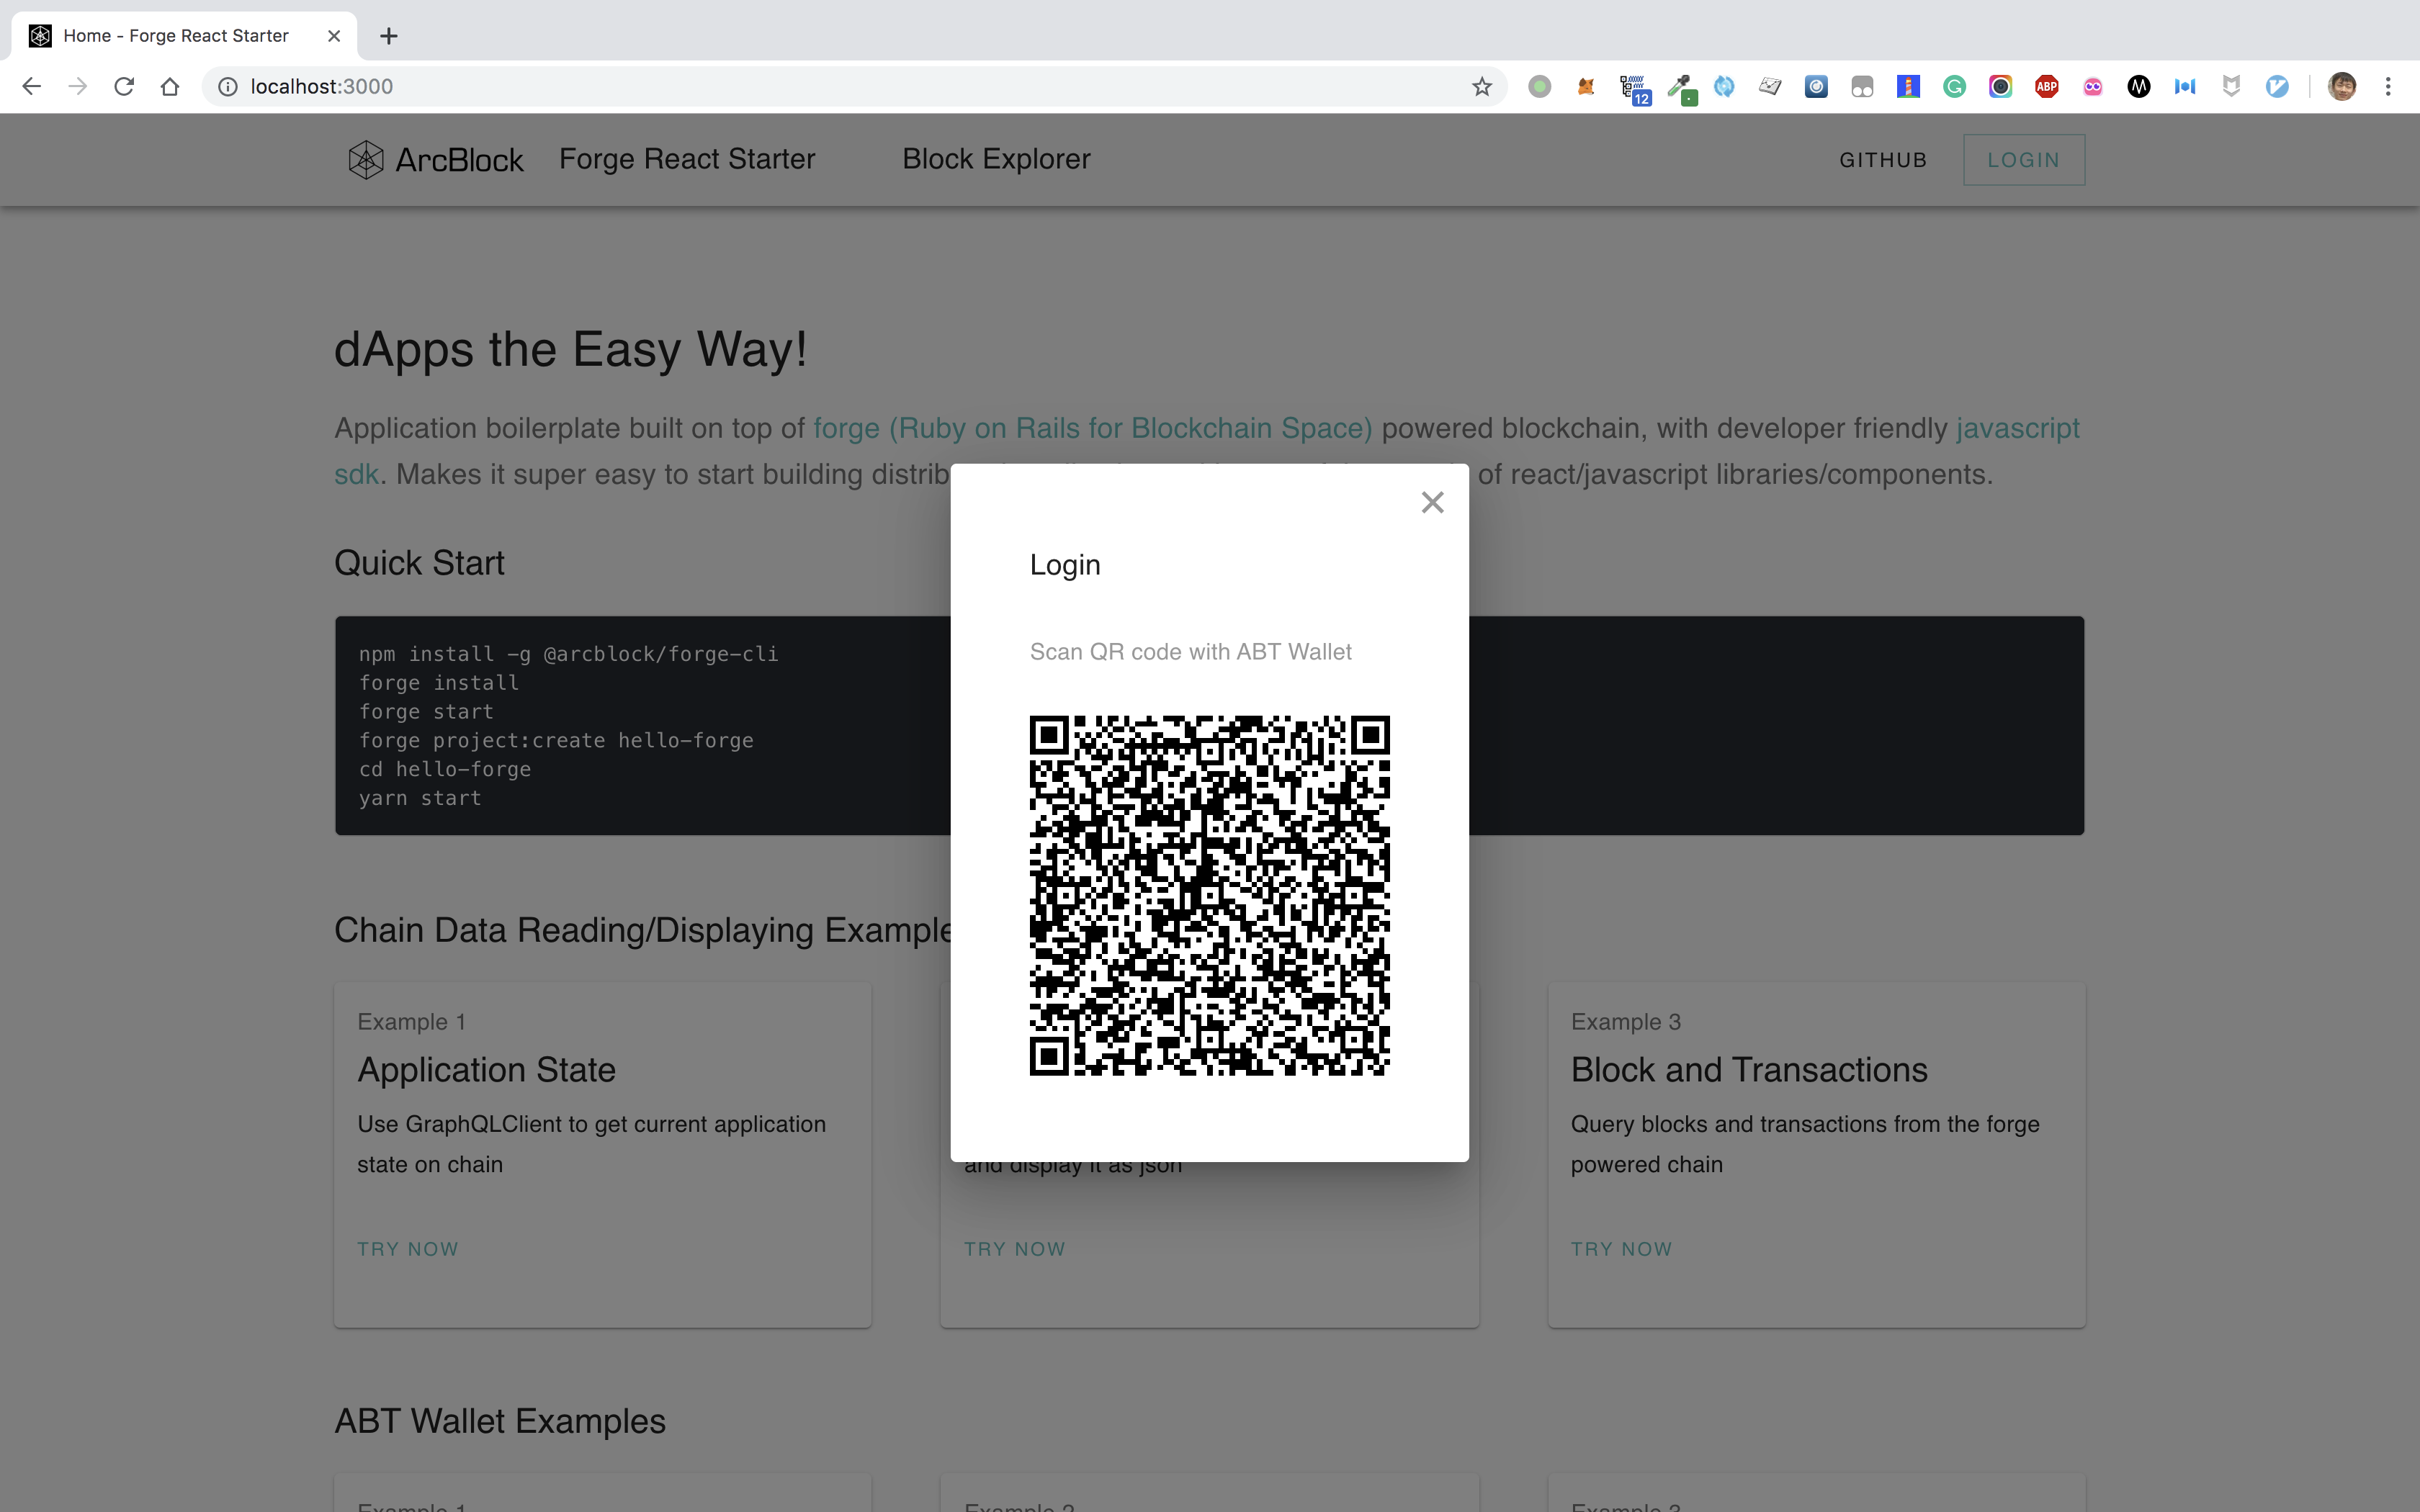 Home - Forge React Starter
localhost:3000
12
ABP
ArcBlock Forge React Starter Block Explorer GITHUB LOGIN
dApps the Easy Way!
Application boilerplate built on top of forge (Ruby on Rails for Blockchain Space) powered blockchain, with developer friendly javascript
sdk. Makes it super easy to start building distrib of react/javascript libraries/components.
Quick Start
npm install -g @arcblock/forge-cli
forge install
forge start
forge project:create hello-forge
cd hello-forge
yarn start
Login
Scan QR code with ABT Wallet
Chain Data Reading/Displaying Example
Example 1
Application State
Use GraphQLClient to get current application
state on chain
TRY NOW
and display it as json
TRY NOW
Example 3
Block and Transactions
Query blocks and transactions from the forge
powered chain
TRY NOW
ABT Wallet Examples
Example 1
Example 2
Example 3